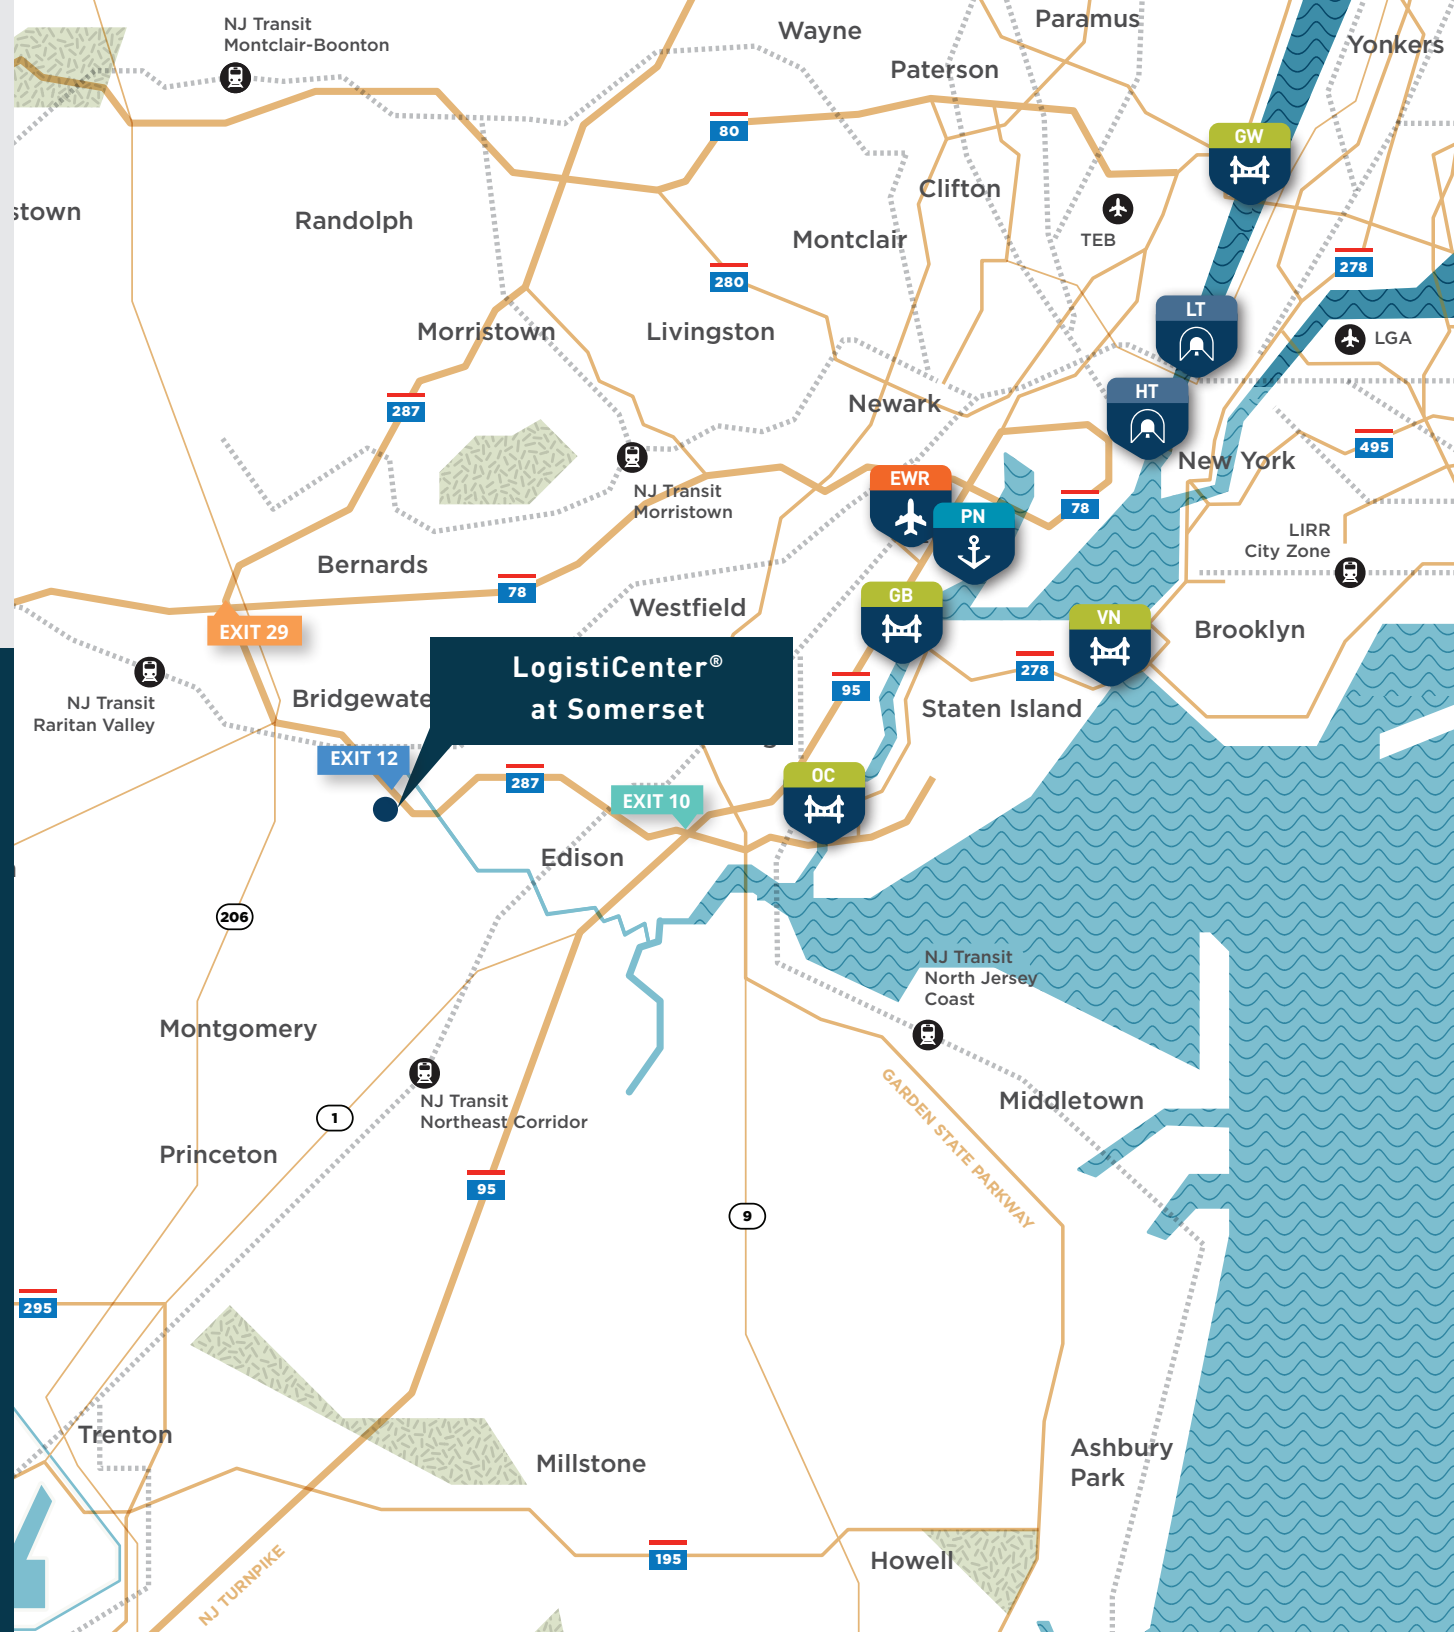 NJ Transit
Montclair-Boonton
Wayne
Paramus
Yonkers
Paterson
80
GW
stown
Randolph
Clifton
Montclair
TEB
278
280
LT
Morristown
Livingston
LGA
287
Newark
HT
495
New York
NJ Transit
Morristown
EWR
PN
78
LIRR
City Zone
Bernards
78
Westfield
GB
VN
Brooklyn
EXIT 29
LogistiCenter®
at Somerset
278
95
NJ Transit
Raritan Valley
Bridgewate
Staten Island
g
EXIT 12
287
EXIT 10
OC
Edison
206
NJ Transit
North Jersey
Coast
Montgomery
NJ Transit
Northeast Corridor
1
GARDEN STATE PARKWAY
Middletown
Princeton
95
9
295
Trenton
Millstone
Ashbury
Park
195
Howell
NJ TURNPIKE